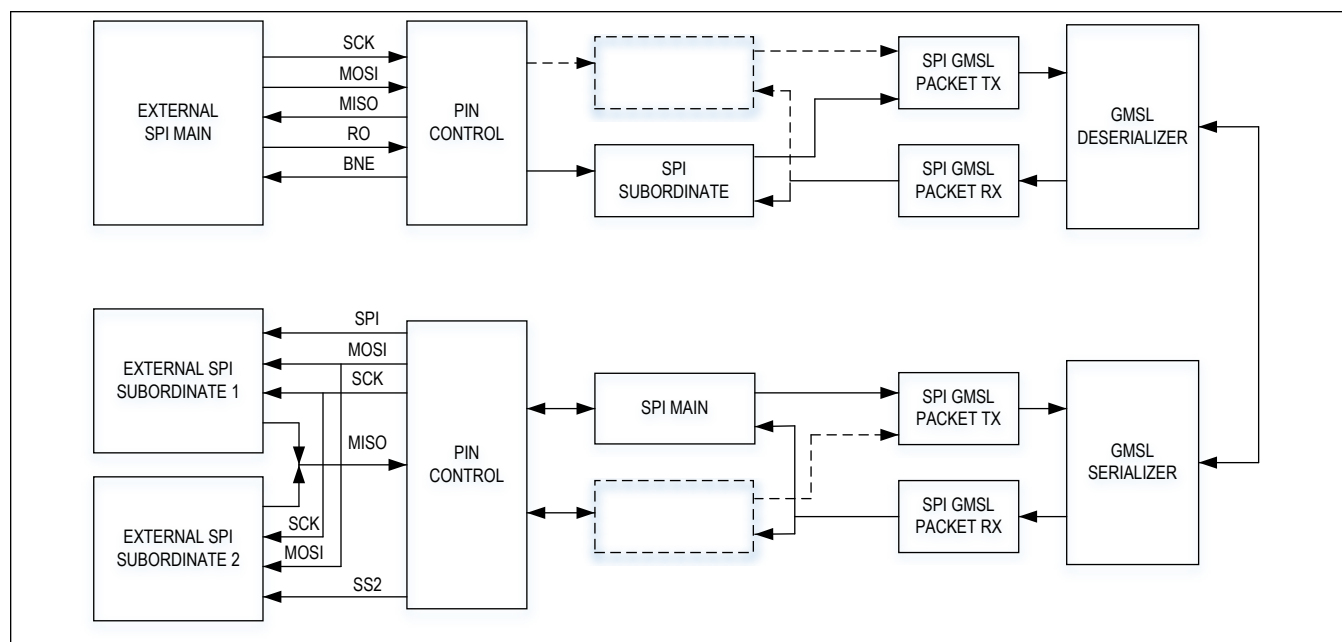 EXTERNAL
SPI MAIN
SCK
MOSI
MISO
RO
BNE
PIN
CONTROL
SPI
SUBORDINATE
SPI GMSL
PACKET TX
SPI GMSL
PACKET RX
GMSL
DESERIALIZER
EXTERNAL SPI
SUBORDINATE 1
EXTERNAL SPI
SUBORDINATE 2
SPI
MOSI
SCK
MISO
SCK
MOSI
SS2
PIN
CONTROL
SPI MAIN
SPI GMSL
PACKET TX
SPI GMSL
PACKET RX
GMSL
SERIALIZER